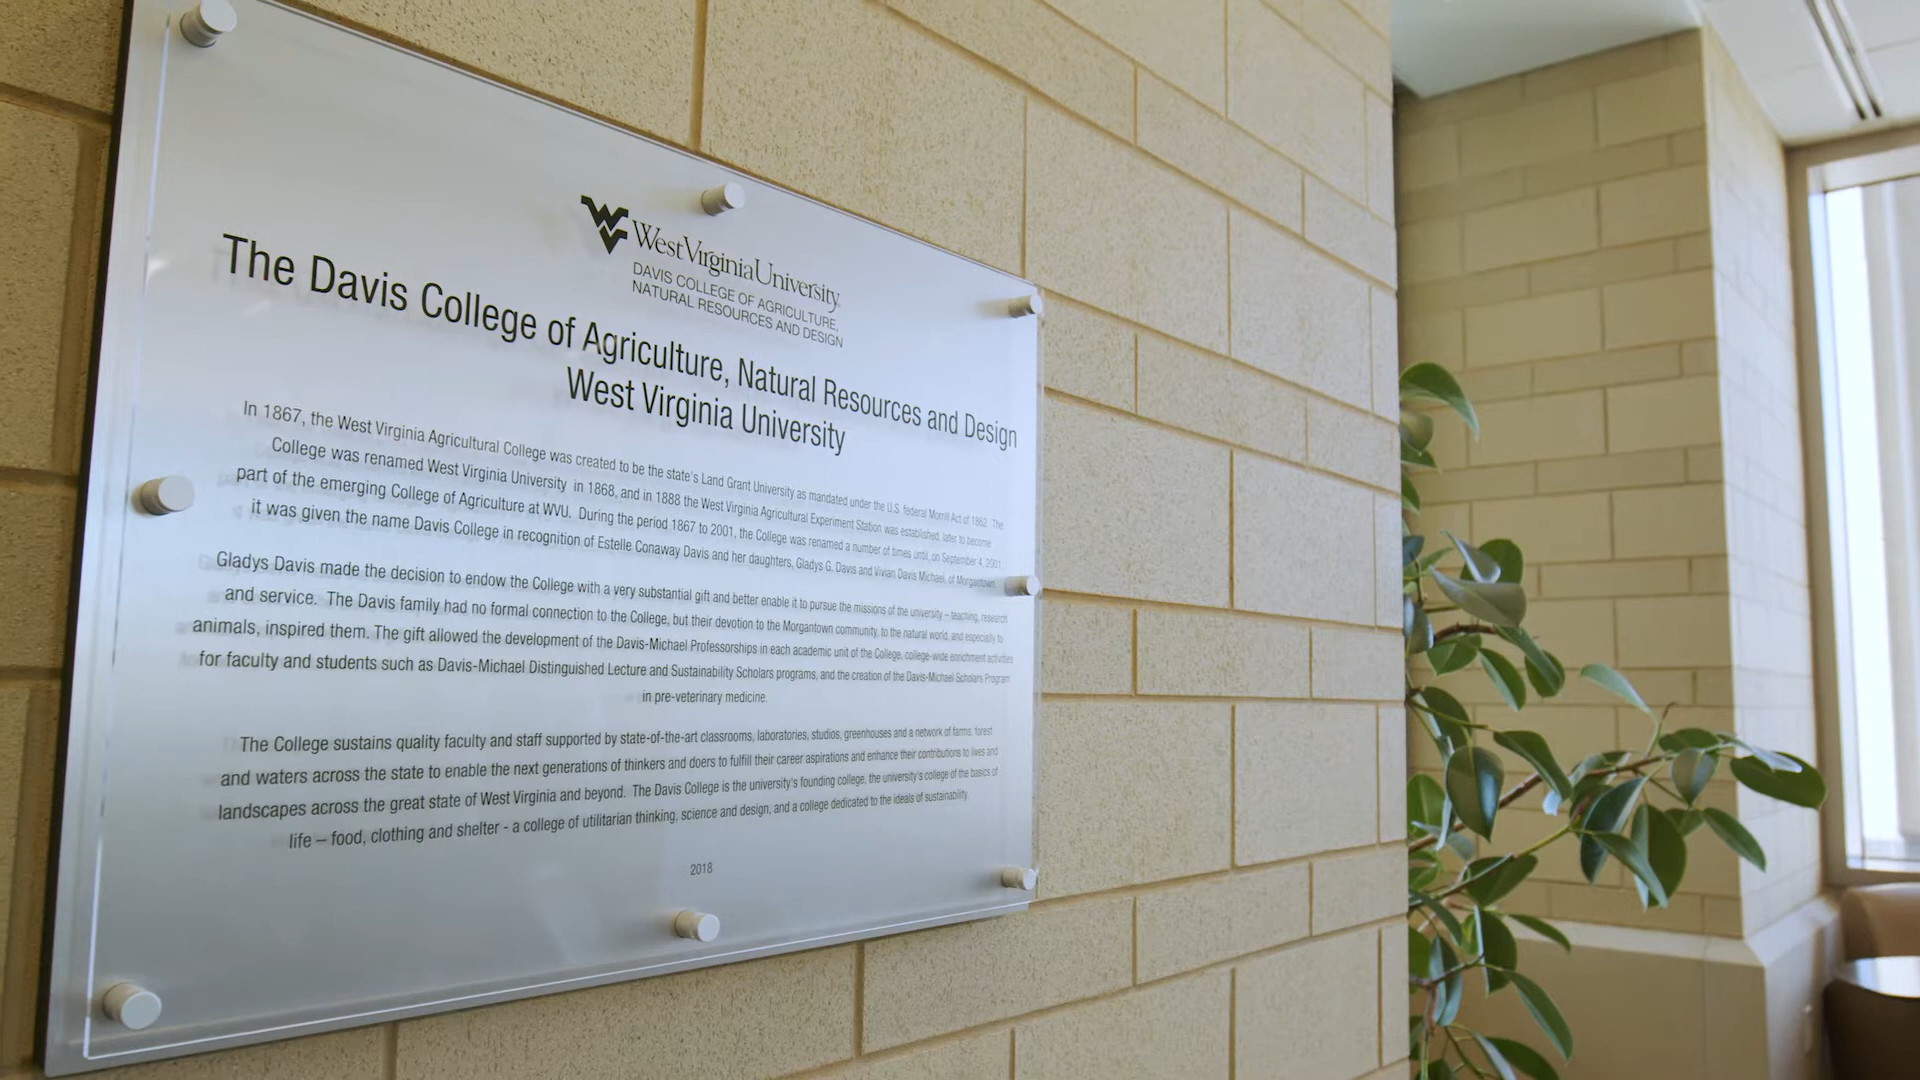 West Virginia University
DAVIS COLLEGE OF AGRICULTURE,
NATURAL RESOURCES AND DESIGN
The Davis College of Agriculture, Natural Resources and Design
West Virginia University
In 1867, the West Virginia Agricultural College was created to be the state's Land Grant University as mandated under the U.S. federal Morrill Act of 1862. The
College was renamed West Virginia University in 1868, and in 1888 the West Virginia Agricultural Experiment Station was established, later to become
part of the emerging College of Agriculture at WVU. During the period 1867 to 2001, the College was renamed a number of times until, on September 4, 2001,
it was given the name Davis College in recognition of Estelle Conaway Davis and her daughters, Gladys G. Davis and Vivian Davis Michael, of Morgantown.
Gladys Davis made the decision to endow the College with a very substantial gift and better enable it to pursue the missions of the university – teaching, research
and service. The Davis family had no formal connection to the College, but their devotion to the Morgantown community, to the natural world, and especially to
animals, inspired them. The gift allowed the development of the Davis-Michael Professorships in each academic unit of the College, college-wide enrichment activities
for faculty and students such as Davis-Michael Distinguished Lecture and Sustainability Scholars programs, and the creation of the Davis-Michael Scholars Program
in pre-veterinary medicine.
The College sustains quality faculty and staff supported by state-of-the-art classrooms, laboratories, studios, greenhouses and a network of farms, forest
and waters across the state to enable the next generations of thinkers and doers to fulfill their career aspirations and enhance their contributions to lives and
landscapes across the great state of West Virginia and beyond. The Davis College is the university's founding college, the university's college of the basics of
life – food, clothing and shelter - a college of utilitarian thinking, science and design, and a college dedicated to the ideals of sustainability.
2018